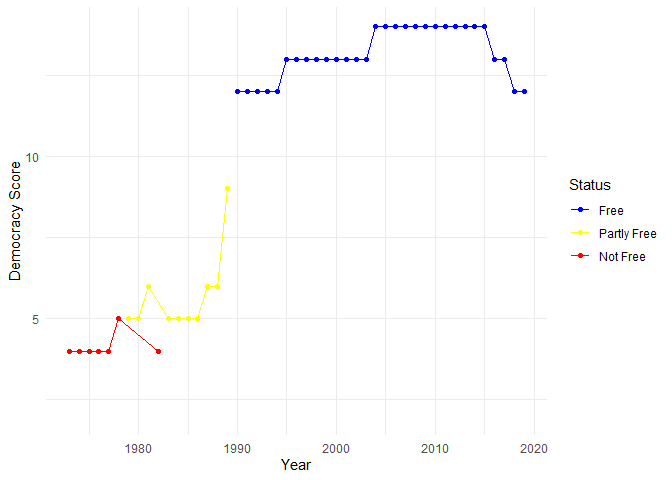 Democracy Score
10
5
1980
1990
2000
2010
2020
Year
Status
Free
Partly Free
Not Free